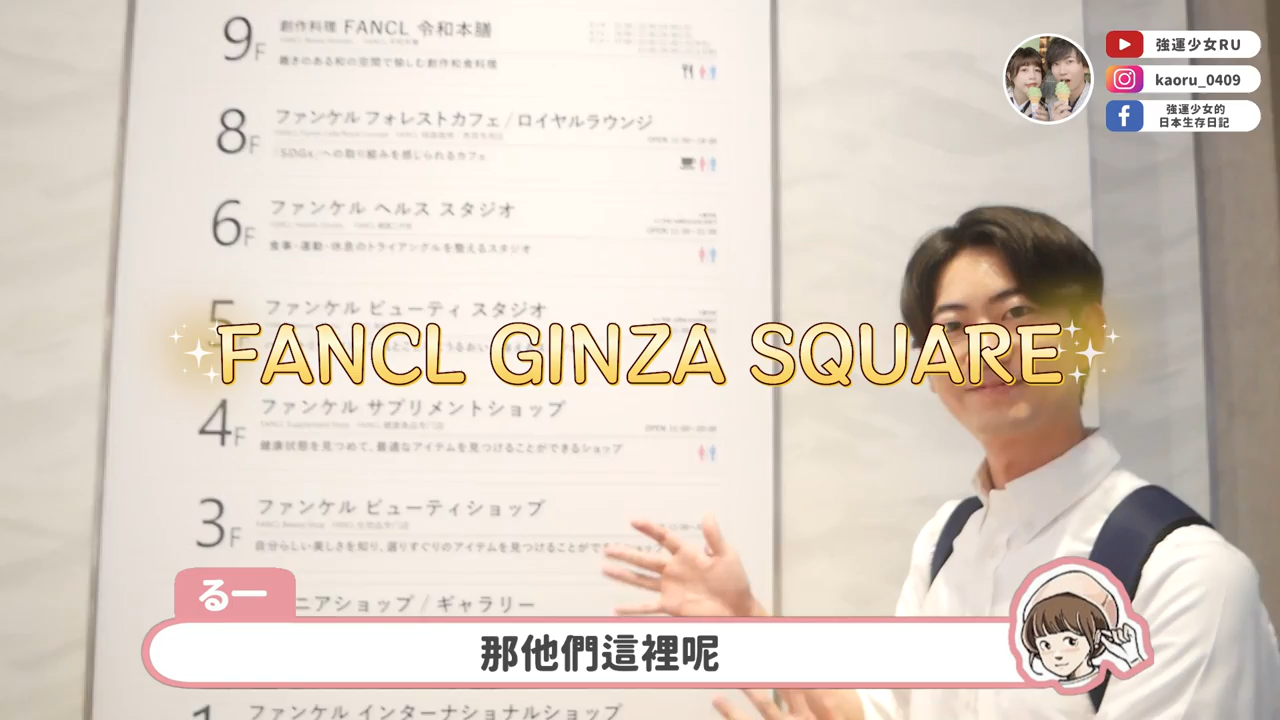 9F 創作料理 FANCL 令和本膳
趣きのある和の空間で愉しむ創作和食料理
強運少女RU
kaoru_0409
強運少女的
日本生存日記
8F ファンケル フォレストカフェ / ロイヤルラウンジ
「SDGs」への取り組みを感じられるカフェ
6F ファンケル ヘルス スタジオ
食事・運動・休息のトライアングルを整えるスタジオ
5 ファンケル ビューティ スタジオ
FANCL GINZA SQUARE
4F ファンケル サプリメントショップ
健康状態を見つめて、最適なアイテムを見つけることができるショップ
3F ファンケル ビューティショップ
自分らしい美しさを知り、選りすぐりのアイテムを見つけることができるショップ
るー
ニアショップ / ギャラリー
那他們這裡呢
1 ファンケル インターナショナルショップ